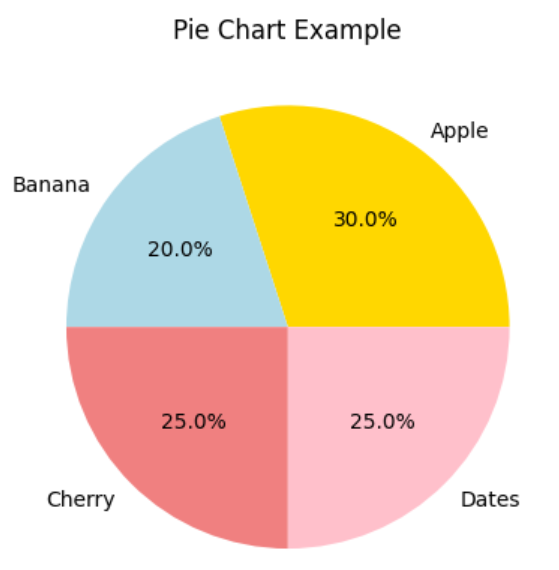 Pie Chart Example
Apple
Banana
30.0%
20.0%
25.0%
25.0%
Cherry
Dates